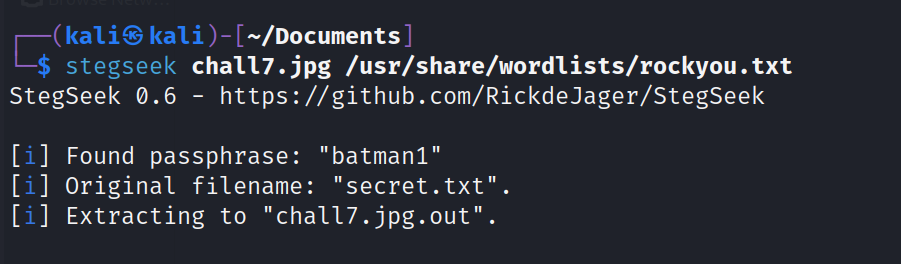 ┌──(kali㉿kali)-[~/Documents]
└─$ stegseek chall7.jpg /usr/share/wordlists/rockyou.txt
StegSeek 0.6 - https://github.com/RickdeJager/StegSeek
[i] Found passphrase: "batman1"
[i] Original filename: "secret.txt".
[i] Extracting to "chall7.jpg.out".